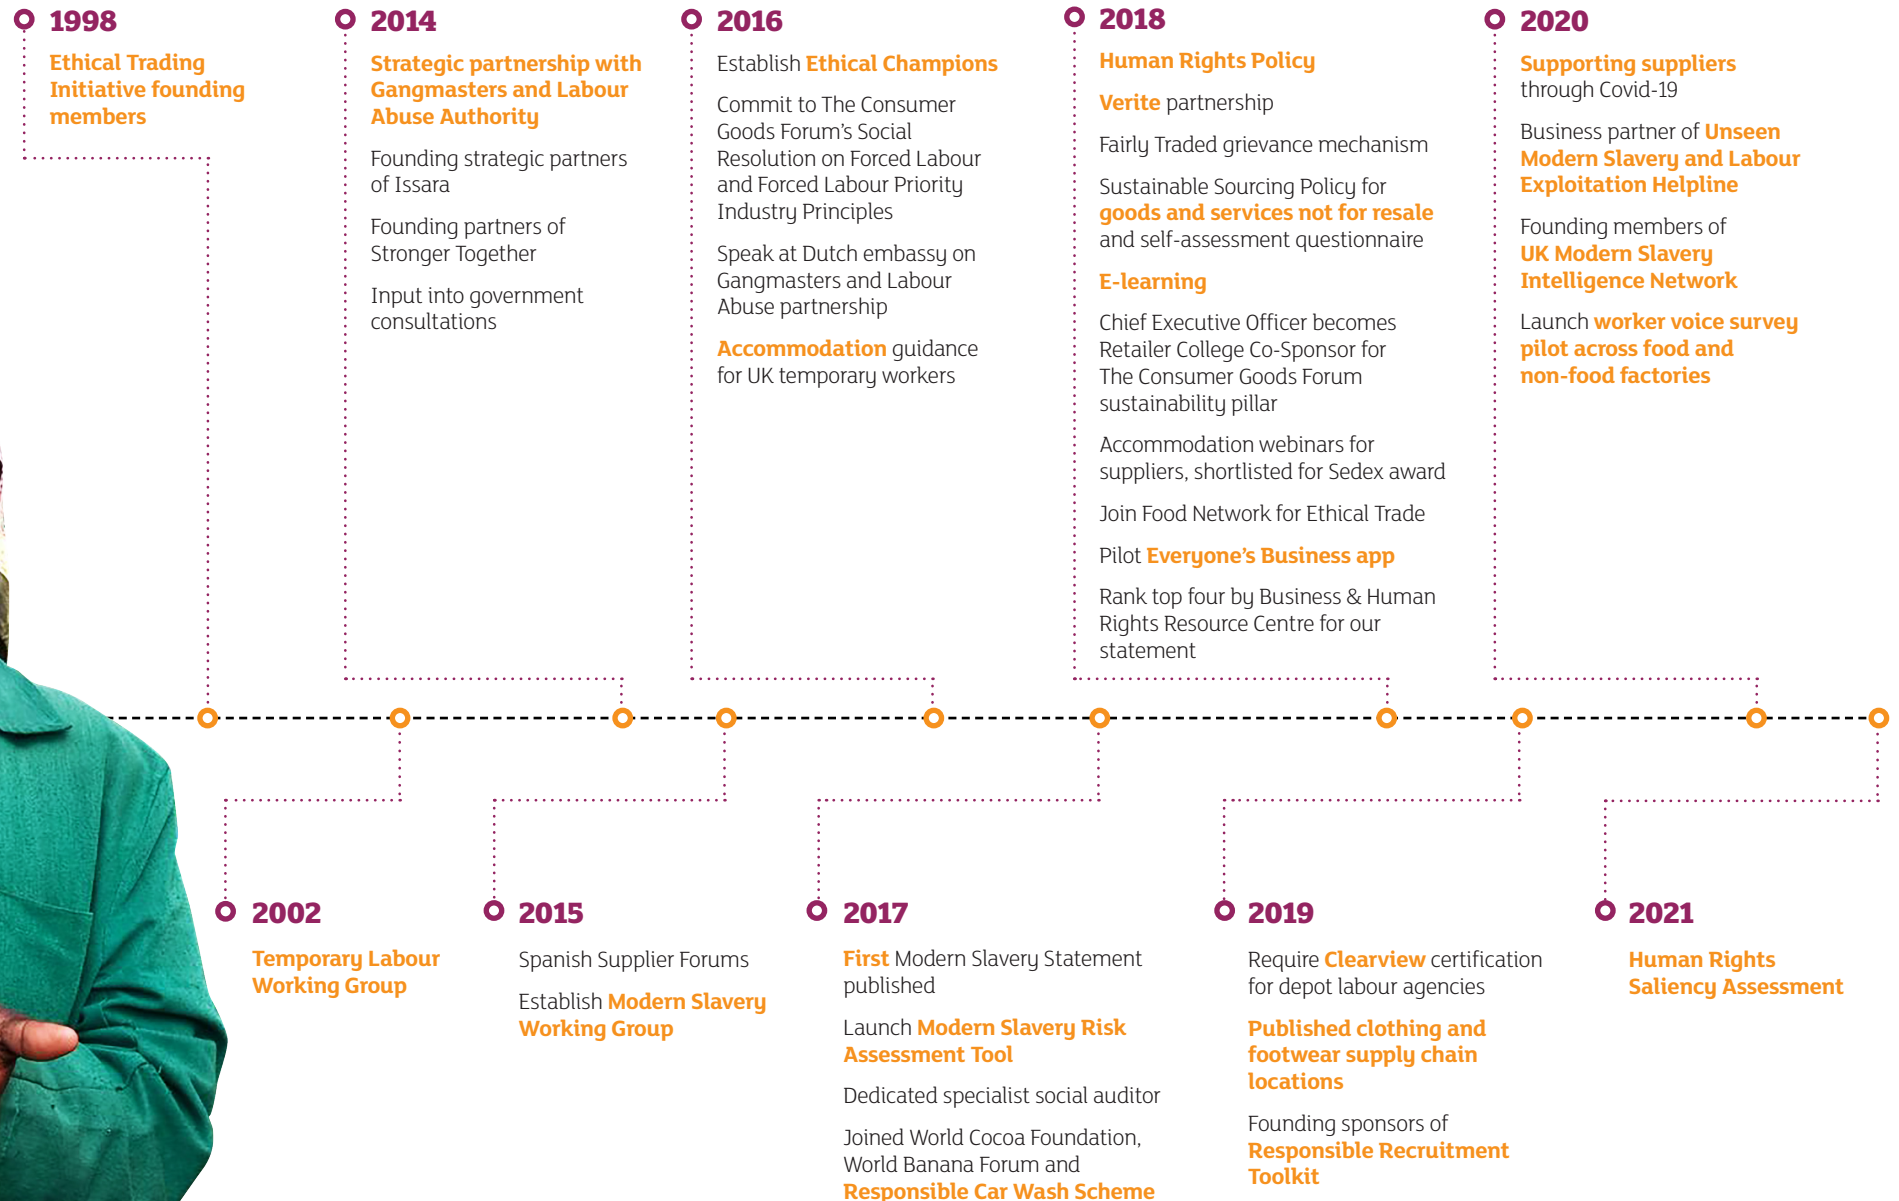 1998
Ethical Trading
Initiative founding
members
2014
Strategic partnership with
Gangmasters and Labour
Abuse Authority
Founding strategic partners
of Issara
Founding partners of
Stronger Together
Input into government
consultations
2016
Establish Ethical Champions
Commit to The Consumer
Goods Forum's Social
Resolution on Forced Labour
and Forced Labour Priority
Industry Principles
Speak at Dutch embassy on
Gangmasters and Labour
Abuse partnership
Accommodation guidance
for UK temporary workers
2018
Human Rights Policy
Verite partnership
Fairly Traded grievance mechanism
Sustainable Sourcing Policy for
goods and services not for resale
and self-assessment questionnaire
E-learning
Chief Executive Officer becomes
Retailer College Co-Sponsor for
The Consumer Goods Forum
sustainability pillar
Accommodation webinars for
suppliers, shortlisted for Sedex award
Join Food Network for Ethical Trade
Pilot Everyone's Business app
Rank top four by Business & Human
Rights Resource Centre for our
statement
2020
Supporting suppliers
through Covid-19
Business partner of Unseen
Modern Slavery and Labour
Exploitation Helpline
Founding members of
UK Modern Slavery
Intelligence Network
Launch worker voice survey
pilot across food and
non-food factories
2002
Temporary Labour
Working Group
2015
Spanish Supplier Forums
Establish Modern Slavery
Working Group
2017
First Modern Slavery Statement
published
Launch Modern Slavery Risk
Assessment Tool
Dedicated specialist social auditor
Joined World Cocoa Foundation,
World Banana Forum and
Responsible Car Wash Scheme
2019
Require Clearview certification
for depot labour agencies
Published clothing and
footwear supply chain
locations
Founding sponsors of
Responsible Recruitment
Toolkit
2021
Human Rights
Saliency Assessment